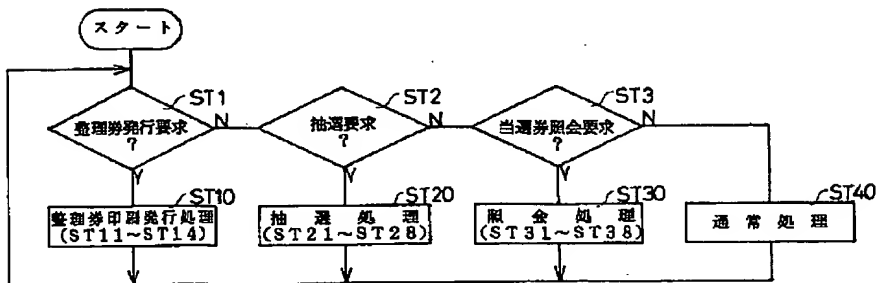 スタート
ST1
整理券発行要求
?
N
Y
ST2
抽選要求
?
N
Y
ST3
当選券照会要求
?
N
Y
ST10
整理券印刷発行処理
(ST11~ST14)
ST20
抽選処理
(ST21~ST28)
ST30
照会処理
(ST31~ST38)
ST40
通常処理